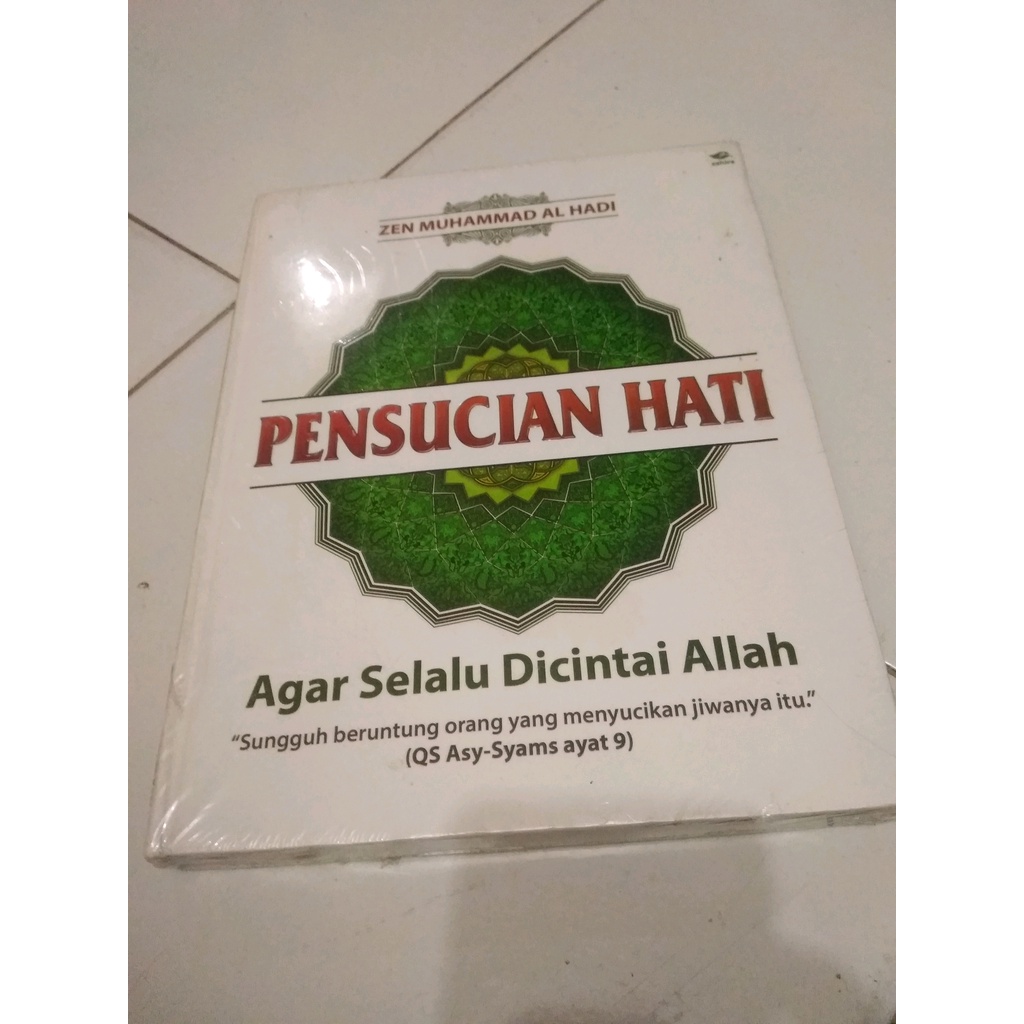 ZEN MUHAMMAD AL HADI
PENSUCIAN HATI
Agar Selalu Dicintai Allah
“Sungguh beruntung orang yang menyucikan jiwanya itu.”
(QS Asy-Syams ayat 9)